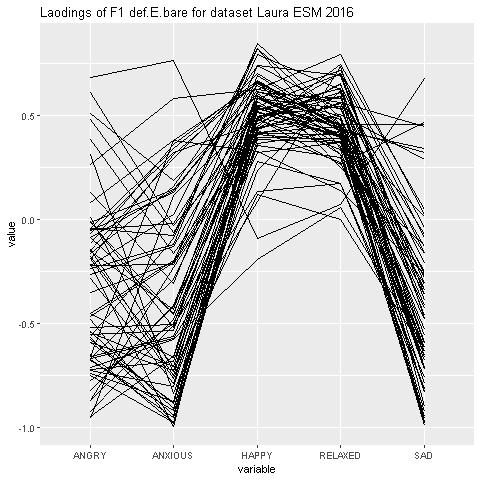 Laodings of F1 def.E.bare for dataset Laura ESM 2016
0.5
0.0
-0.5
-1.0
value
ANGRY ANXIOUS HAPPY RELAXED SAD
variable